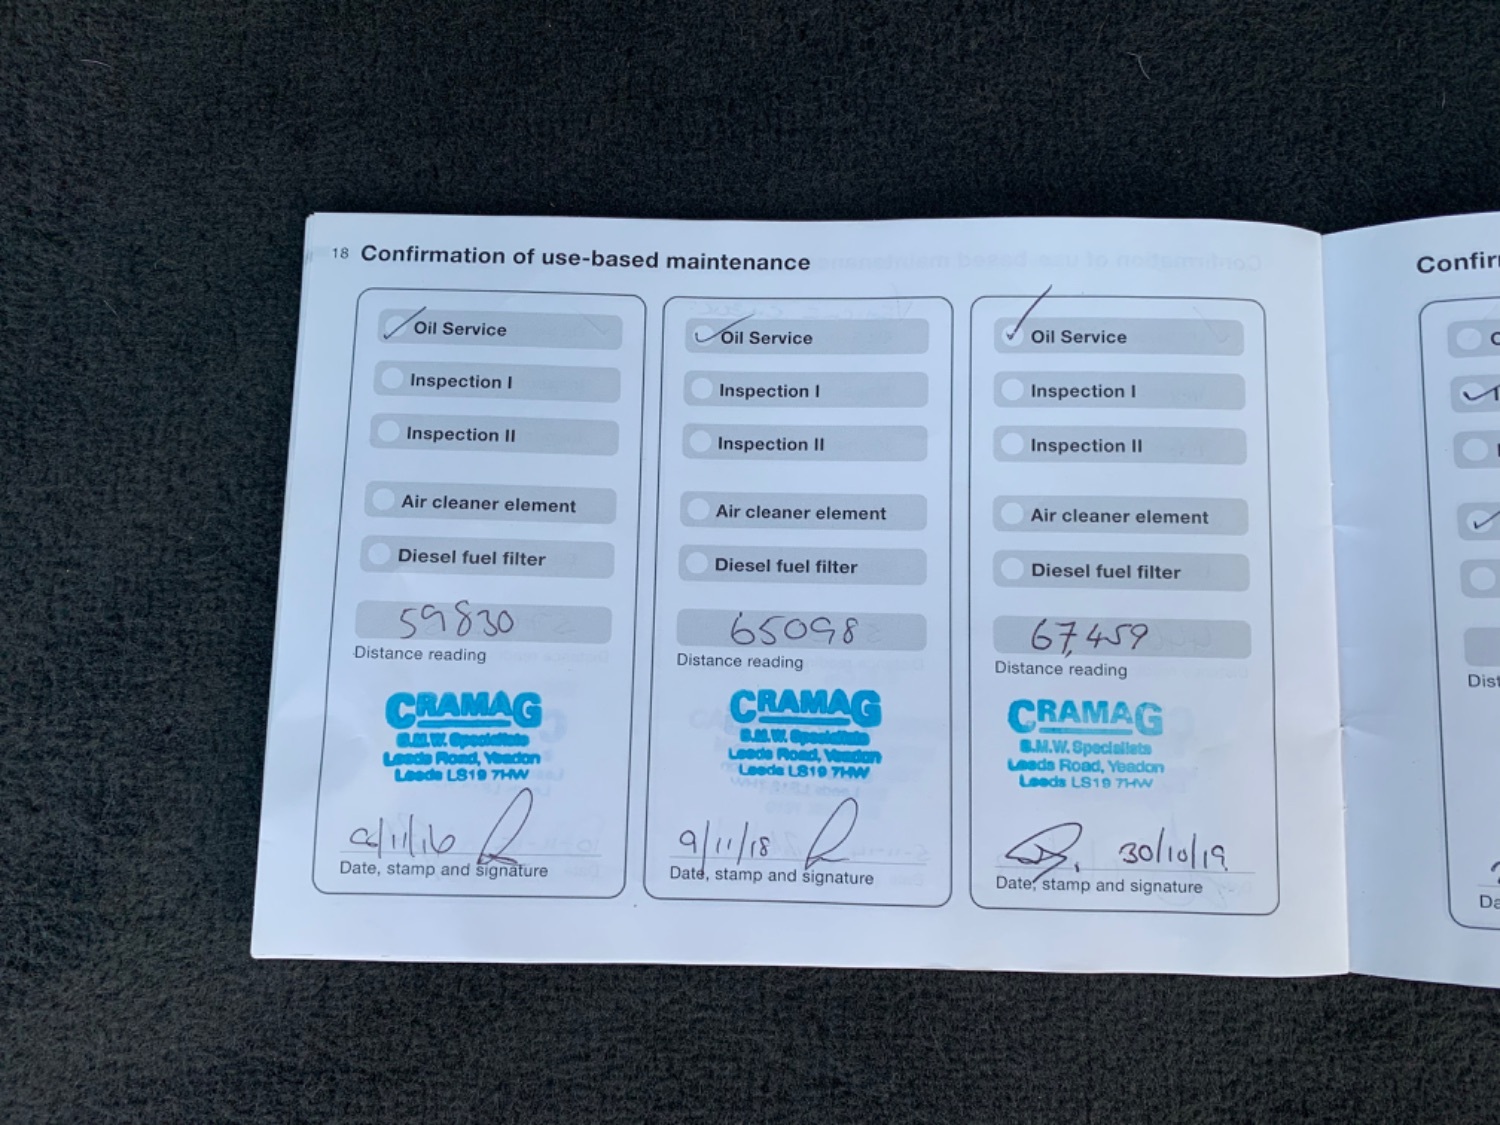 18 Confirmation of use-based maintenance
Oil Service
Inspection I
Inspection II
Air cleaner element
Diesel fuel filter
59830
Distance reading
CRAMAG
B.M.W. Specialists
Leeds Road, Yeadon
Leeds LS19 7HW
/11/16
Date, stamp and signature
Oil Service
Inspection I
Inspection II
Air cleaner element
Diesel fuel filter
65098
Distance reading
CRAMAG
B.M.W. Specialists
Leeds Road, Yeadon
Leeds LS19 7HW
9/11/18
Date, stamp and signature
Oil Service
Inspection I
Inspection II
Air cleaner element
Diesel fuel filter
67,459
Distance reading
CRAMAG
B.M.W. Specialists
Leeds Road, Yeadon
Leeds LS19 7HW
30/10/19
Date, stamp and signature
Confir
Dist
Da